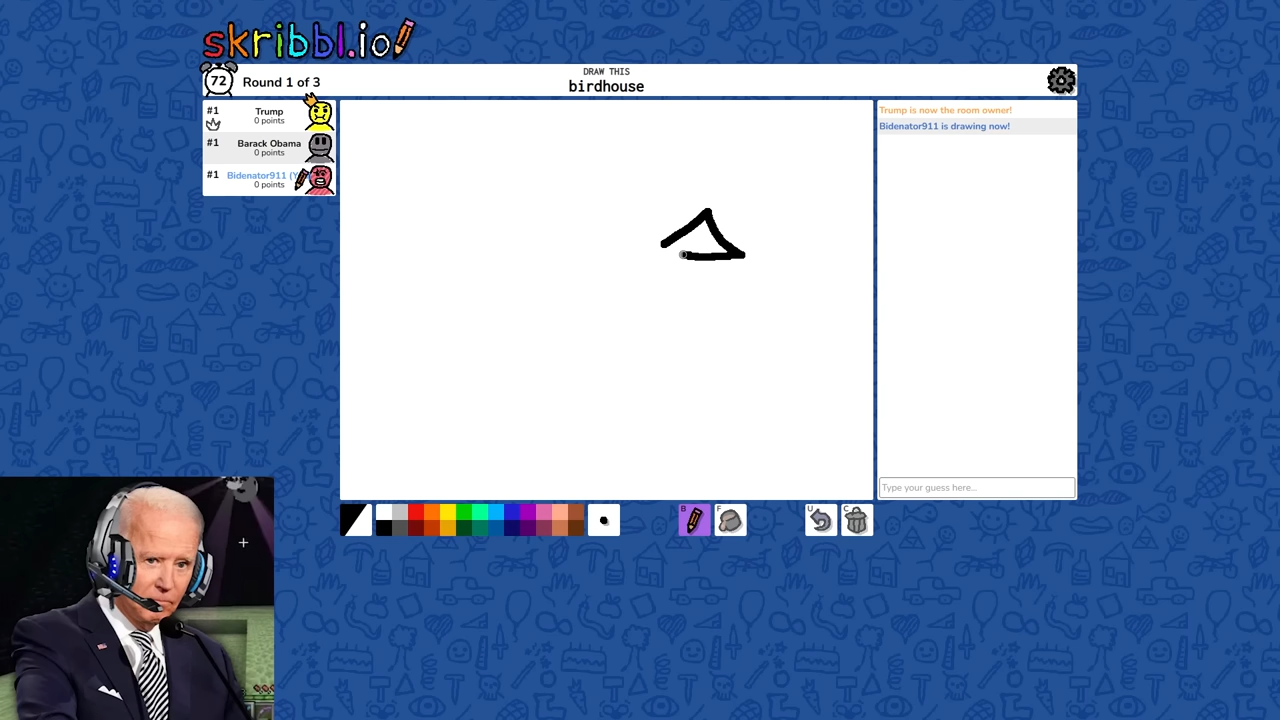 skribbl.io
72
Round 1 of 3
DRAW THIS
birdhouse
#1
Trump
0 points
#1
Barack Obama
0 points
#1
Bidenator911 (Y
0 points
Trump is now the room owner!
Bidenator911 is drawing now!
Type your guess here...
B
F
U
C